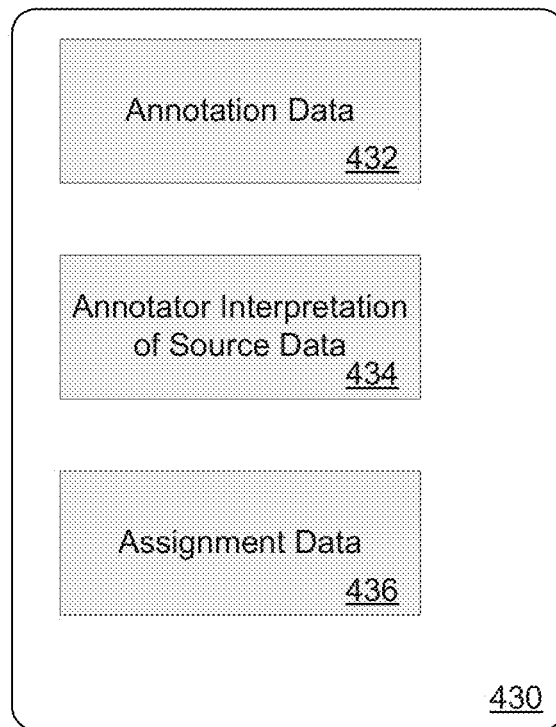 Annotation Data
432
Annotator Interpretation
of Source Data
434
Assignment Data
436
430